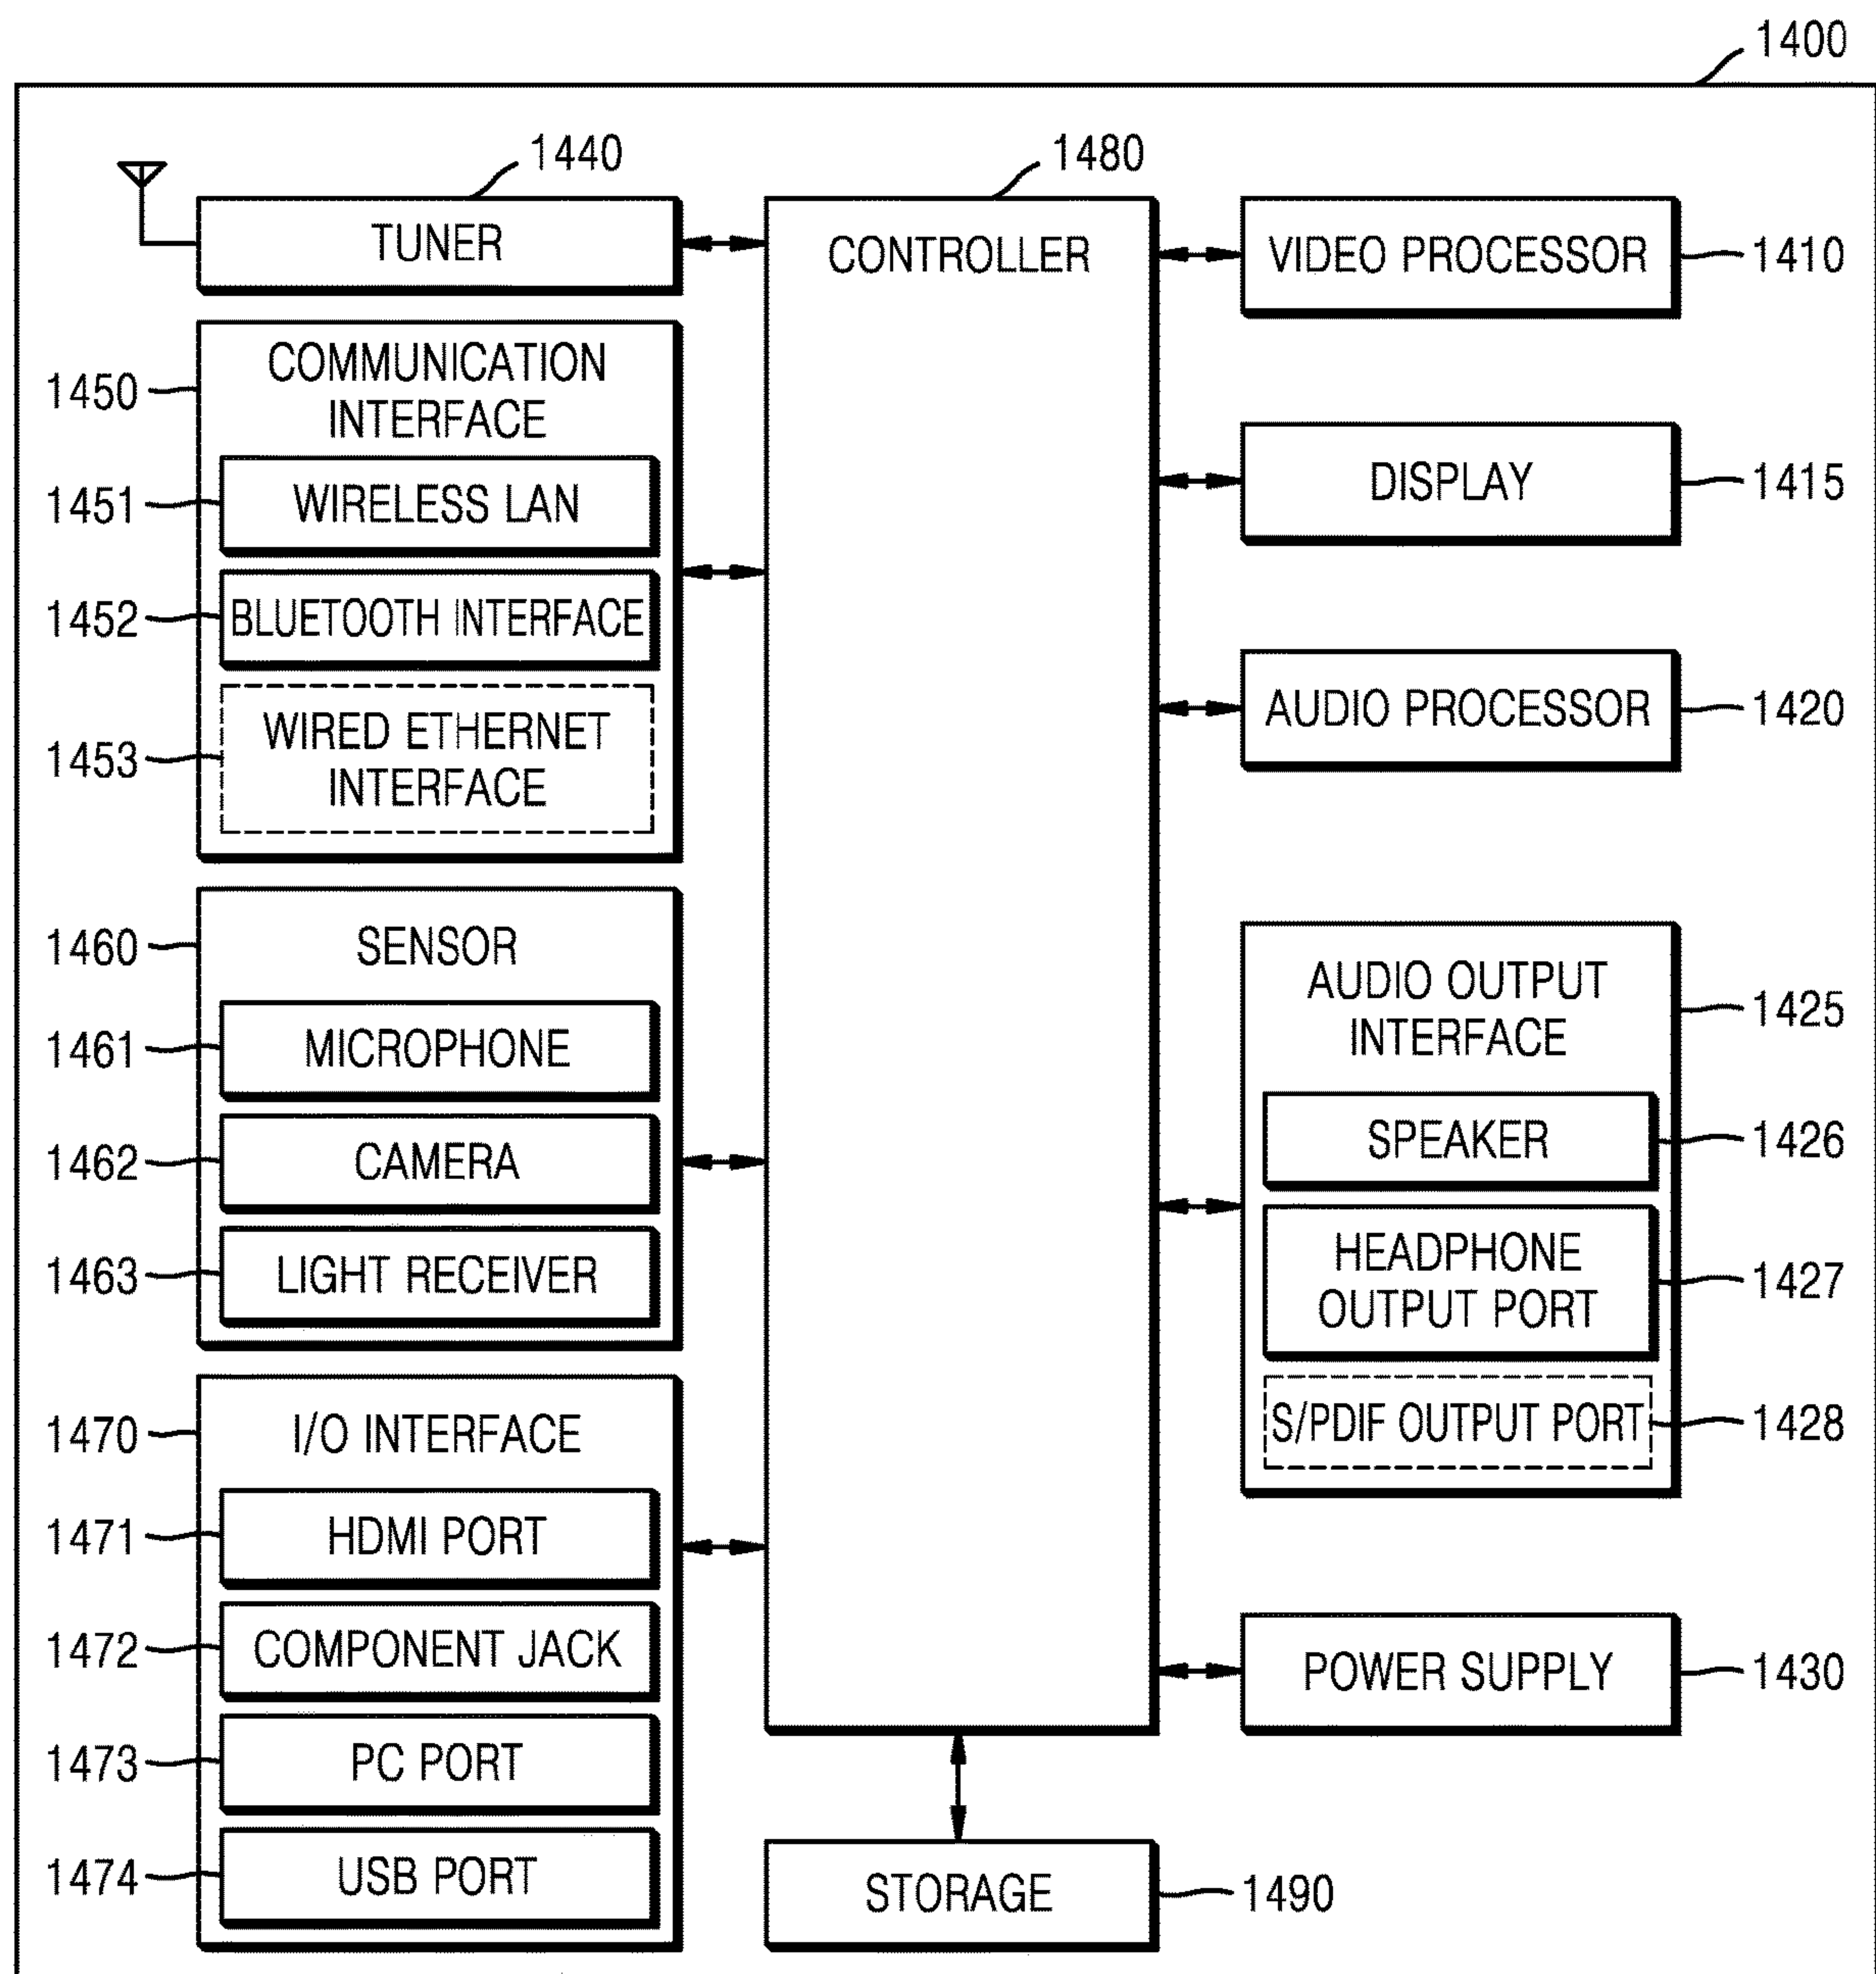 1400
1440
TUNER
1480
CONTROLLER
VIDEO PROCESSOR
1410
1450
COMMUNICATION
INTERFACE
1451
WIRELESS LAN
1452
BLUETOOTH INTERFACE
1453
WIRED ETHERNET
INTERFACE
DISPLAY
1415
AUDIO PROCESSOR
1420
1460
SENSOR
1461
MICROPHONE
1462
CAMERA
1463
LIGHT RECEIVER
AUDIO OUTPUT
INTERFACE
1425
SPEAKER
1426
HEADPHONE
OUTPUT PORT
1427
S/PDIF OUTPUT PORT
1428
1470
I/O INTERFACE
1471
HDMI PORT
1472
COMPONENT JACK
1473
PC PORT
1474
USB PORT
POWER SUPPLY
1430
STORAGE
1490